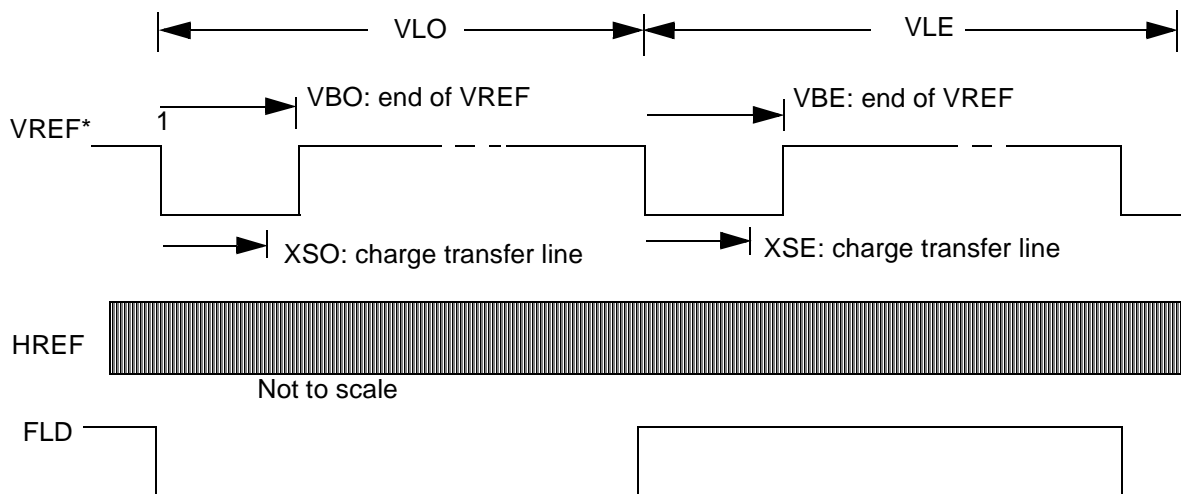 VLO VLE
VBO: end of VREF VBE: end of VREF
1
VREF*
XSO: charge transfer line XSE: charge transfer line
HREF
Not to scale
FLD